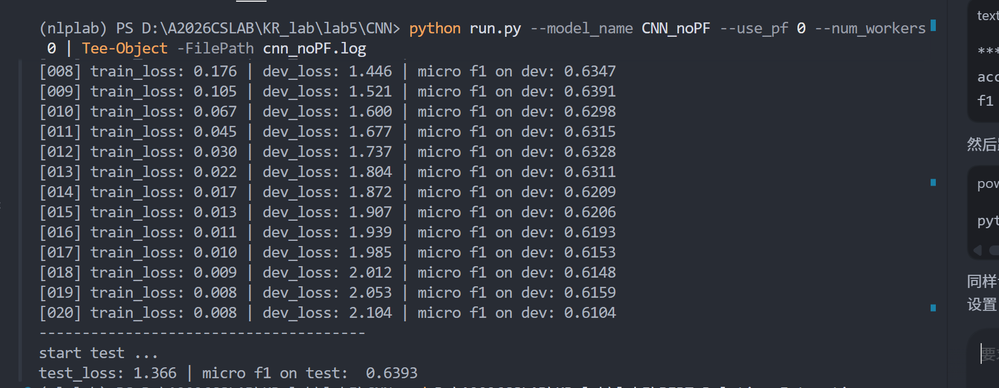 (nlplab) PS D:\A2026CSLAB\KR_lab\lab5\CNN> python run.py --model_name CNN_noPF --use_pf 0 --num_workers
0 | Tee-Object -FilePath cnn_noPF.log
[008] train_loss: 0.176 | dev_loss: 1.446 | micro f1 on dev: 0.6347
[009] train_loss: 0.105 | dev_loss: 1.521 | micro f1 on dev: 0.6391
[010] train_loss: 0.067 | dev_loss: 1.600 | micro f1 on dev: 0.6298
[011] train_loss: 0.045 | dev_loss: 1.677 | micro f1 on dev: 0.6315
[012] train_loss: 0.030 | dev_loss: 1.737 | micro f1 on dev: 0.6328
[013] train_loss: 0.022 | dev_loss: 1.804 | micro f1 on dev: 0.6311
[014] train_loss: 0.017 | dev_loss: 1.872 | micro f1 on dev: 0.6209
[015] train_loss: 0.013 | dev_loss: 1.907 | micro f1 on dev: 0.6206
[016] train_loss: 0.011 | dev_loss: 1.939 | micro f1 on dev: 0.6193
[017] train_loss: 0.010 | dev_loss: 1.985 | micro f1 on dev: 0.6153
[018] train_loss: 0.009 | dev_loss: 2.012 | micro f1 on dev: 0.6148
[019] train_loss: 0.008 | dev_loss: 2.053 | micro f1 on dev: 0.6159
[020] train_loss: 0.008 | dev_loss: 2.104 | micro f1 on dev: 0.6104
--------------------------------------
start test ...
test_loss: 1.366 | micro f1 on test:  0.6393
text
***
acc
f1
然后
pow
pyt
同样
设置